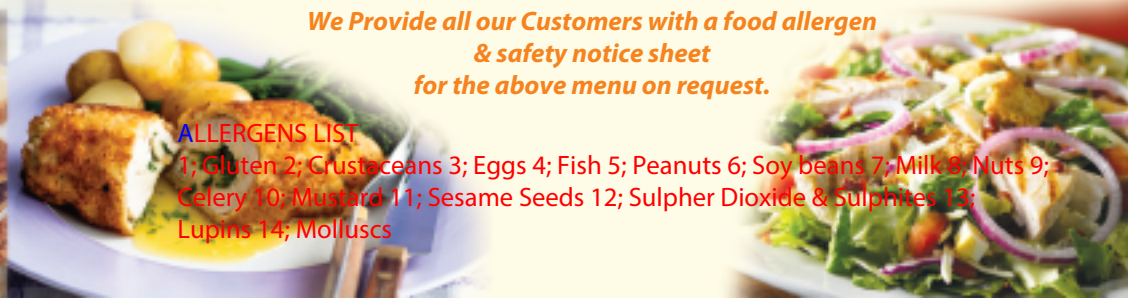 We Provide all our Customers with a food allergen
& safety notice sheet
for the above menu on request.
ALLERGENS LIST
1; Gluten 2; Crustaceans 3; Eggs 4; Fish 5; Peanuts 6; Soy beans 7; Milk 8; Nuts 9;
Celery 10; Mustard 11; Sesame Seeds 12; Sulpher Dioxide & Sulphites 13;
Lupins 14; Molluscs